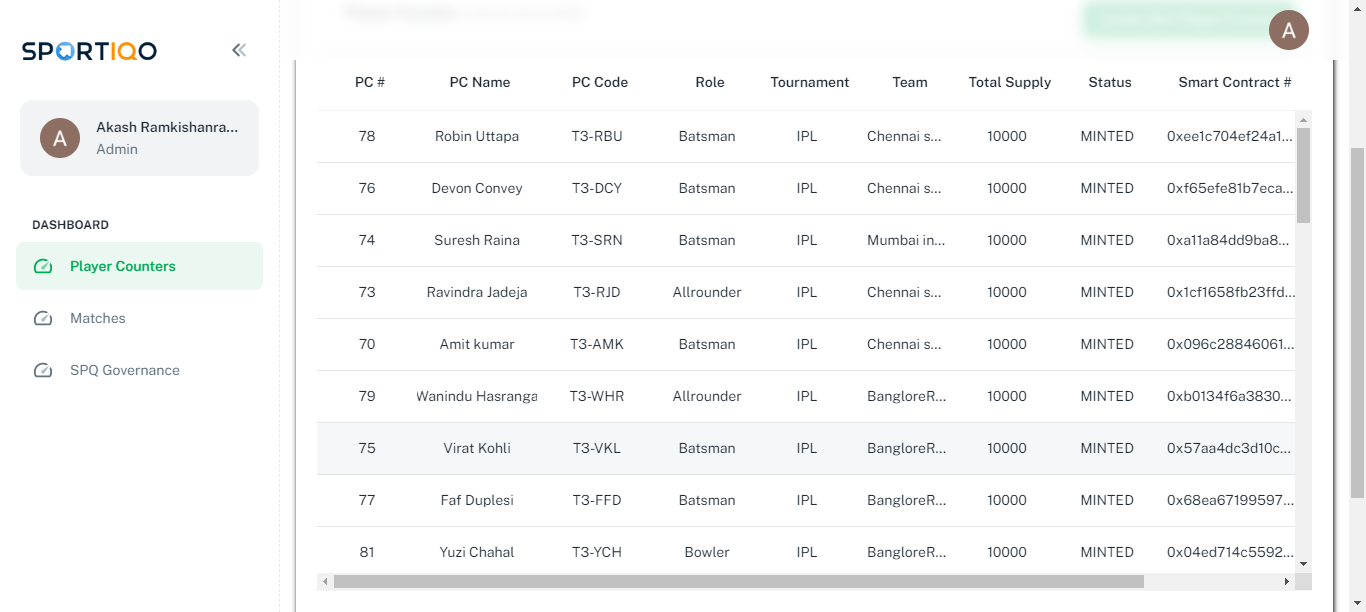 SPORTIQO
A
A
Akash Ramkishanra...
Admin
DASHBOARD
Player Counters
Matches
SPQ Governance
PC # PC Name PC Code Role Tournament Team Total Supply Status Smart Contract #
78 Robin Uttapa T3-RBU Batsman IPL Chennai s... 10000 MINTED 0xee1c704ef24a1...
76 Devon Convey T3-DCY Batsman IPL Chennai s... 10000 MINTED 0xf65efe81b7eca...
74 Suresh Raina T3-SRN Batsman IPL Mumbai in... 10000 MINTED 0xa11a84dd9ba8...
73 Ravindra Jadeja T3-RJD Allrounder IPL Chennai s... 10000 MINTED 0x1cf1658fb23ffd...
70 Amit kumar T3-AMK Batsman IPL Chennai s... 10000 MINTED 0x096c28846061...
79 Wanindu Hasranga T3-WHR Allrounder IPL BangloreR... 10000 MINTED 0xb0134f6a3830...
75 Virat Kohli T3-VKL Batsman IPL BangloreR... 10000 MINTED 0x57aa4dc3d10c...
77 Faf Duplesi T3-FFD Batsman IPL BangloreR... 10000 MINTED 0x68ea67199597...
81 Yuzi Chahal T3-YCH Bowler IPL BangloreR... 10000 MINTED 0x04ed714c5592...